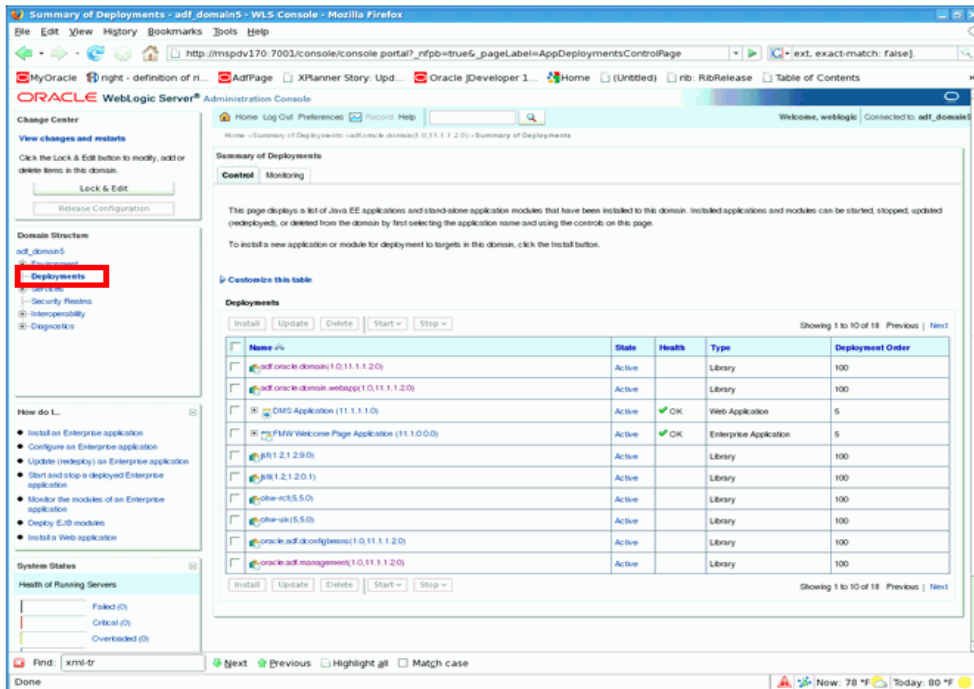 Summary of Deployments - adf_domain5 - WLS Console - Mozilla Firefox
File Edit View History Bookmarks Tools Help
http://mspdv170:7001/console/console.portal?_nfpb=true&_pageLabel=AppDeploymentsControlPage
ext, exact-match: false].
MyOracle right - definition of ri... AdfPage XPlanner Story: Upd... Oracle JDeveloper 1... Home (Untitled) rib: RibRelease Table of Contents
ORACLE WebLogic Server® Administration Console
Change Center
View changes and restarts
Click the Lock & Edit button to modify, add or
delete items in this domain.
Lock & Edit
Release Configuration
Domain Structure
adf_domain5
Environment
Deployments
Services
Security Realms
Interoperability
Diagnostics
How do I...
Install an Enterprise application
Configure an Enterprise application
Update (redeploy) an Enterprise application
Start and stop a deployed Enterprise
application
Monitor the modules of an Enterprise
application
Deploy EJB modules
Install a Web application
System Status
Health of Running Servers
Failed (0)
Critical (0)
Overloaded (0)
Home Log Out Preferences Record Help
Welcome, weblogic Connected to: adf_domain5
Home >Summary of Deployments >adf.oracle.domain(1.0,11.1.1.2.0) >Summary of Deployments
Summary of Deployments
Control Monitoring
This page displays a list of Java EE applications and stand-alone application modules that have been installed to this domain. Installed applications and modules can be started, stopped, updated
(redeployed), or deleted from the domain by first selecting the application name and using the controls on this page.
To install a new application or module for deployment to targets in this domain, click the Install button.
Customize this table
Deployments
Install Update Delete Start Stop
Showing 1 to 10 of 18 Previous | Next
Name State Health Type Deployment Order
adf.oracle.domain(1.0,11.1.1.2.0) Active Library 100
adf.oracle.domain.webapp(1.0,11.1.1.2.0) Active Library 100
DMS Application (11.1.1.1.0) Active OK Web Application 5
FMW Welcome Page Application (11.1.0.0.0) Active OK Enterprise Application 5
jsf(1.2,1.2.9.0) Active Library 100
jstl(1.2,1.2.0.1) Active Library 100
ohw-rcf(5,5.0) Active Library 100
ohw-uix(5,5.0) Active Library 100
oracle.adf.dconfigbeans(1.0,11.1.1.2.0) Active Library 100
oracle.adf.management(1.0,11.1.1.2.0) Active Library 100
Install Update Delete Start Stop
Showing 1 to 10 of 18 Previous | Next
Find: xml-tr Next Previous Highlight all Match case
Done
Now: 78 °F Today: 80 °F